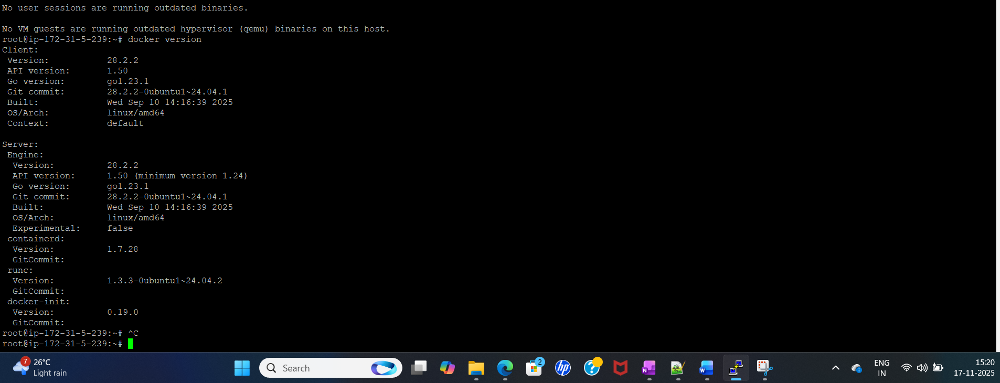 No user sessions are running outdated binaries.
No VM guests are running outdated hypervisor (qemu) binaries on this host.
root@ip-172-31-5-239:~# docker version
Client:
 Version:           28.2.2
 API version:       1.50
 Go version:        go1.23.1
 Git commit:        28.2.2-0ubuntu1~24.04.1
 Built:             Wed Sep 10 14:16:39 2025
 OS/Arch:           linux/amd64
 Context:           default
Server:
 Engine:
  Version:          28.2.2
  API version:      1.50 (minimum version 1.24)
  Go version:       go1.23.1
  Git commit:       28.2.2-0ubuntu1~24.04.1
  Built:            Wed Sep 10 14:16:39 2025
  OS/Arch:          linux/amd64
  Experimental:     false
 containerd:
  Version:          1.7.28
  GitCommit:
 runc:
  Version:          1.3.3-0ubuntu1~24.04.2
  GitCommit:
 docker-init:
  Version:          0.19.0
  GitCommit:
root@ip-172-31-5-239:~# ^C
root@ip-172-31-5-239:~#
7
26°C
Light rain
Search
2
hp
?
N
W
ENG
IN
15:20
17-11-2025